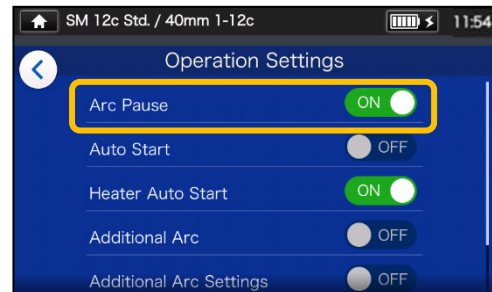 SM 12c Std. / 40mm 1-12c 11:54
Operation Settings
Arc Pause ON
Auto Start OFF
Heater Auto Start ON
Additional Arc OFF
Additional Arc Settings OFF